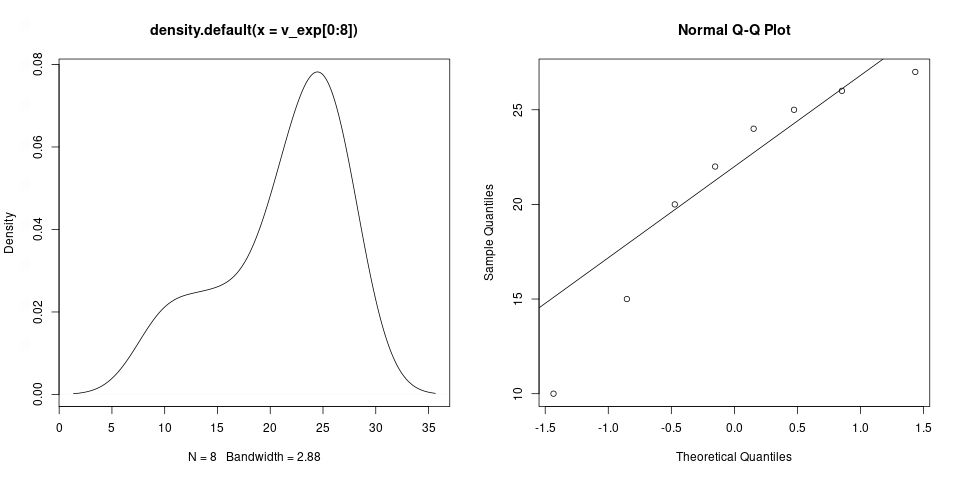 density.default(x = v_exp[0:8])
Density
0.00 0.02 0.04 0.06 0.08
0 5 10 15 20 25 30 35
N = 8 Bandwidth = 2.88
Normal Q-Q Plot
Sample Quantiles
10 15 20 25
-1.5 -1.0 -0.5 0.0 0.5 1.0 1.5
Theoretical Quantiles